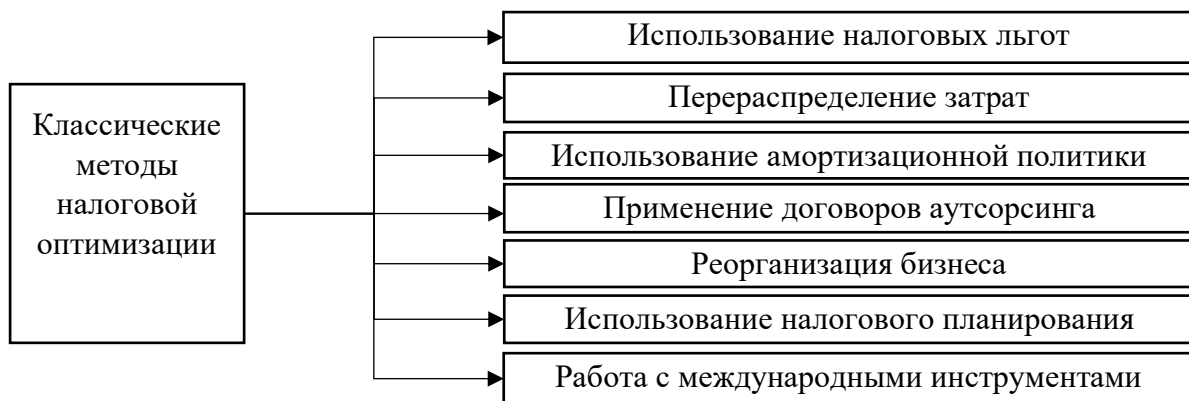 Классические
методы
налоговой
оптимизации
Использование налоговых льгот
Перераспределение затрат
Использование амортизационной политики
Применение договоров аутсорсинга
Реорганизация бизнеса
Использование налогового планирования
Работа с международными инструментами